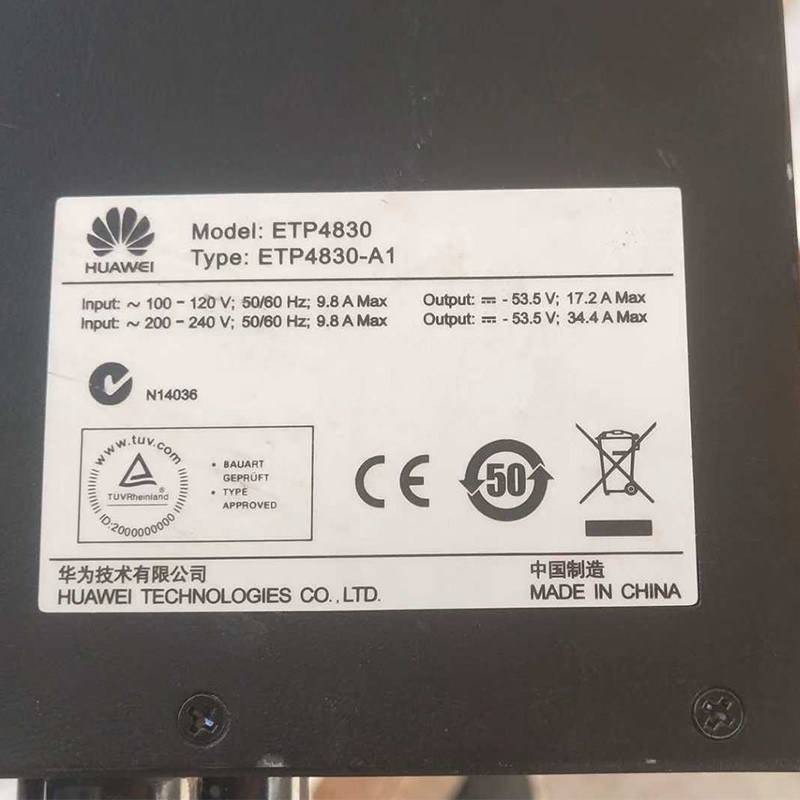 HUAWEI
Model: ETP4830
Type: ETP4830-A1
Input: ~ 100 - 120 V; 50/60 Hz; 9.8 A Max
Output: ⎓ - 53.5 V; 17.2 A Max
Input: ~ 200 - 240 V; 50/60 Hz; 9.8 A Max
Output: ⎓ - 53.5 V; 34.4 A Max
N14036
www.tuv.com
TÜVRheinland®
ID:2000000000
• BAUART
GEPRÜFT
• TYPE
APPROVED
CE
50
华为技术有限公司
HUAWEI TECHNOLOGIES CO.,LTD.
中国制造
MADE IN CHINA